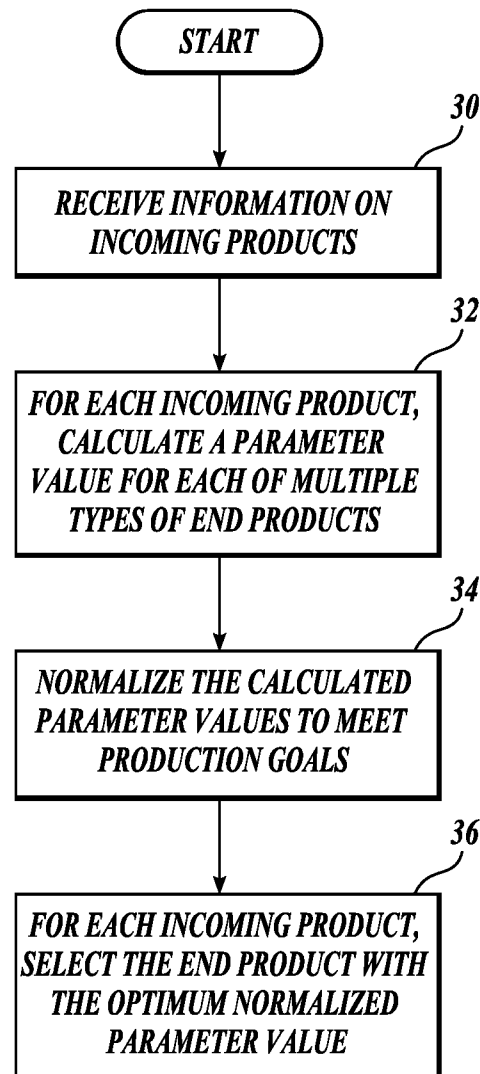 START
30
RECEIVE INFORMATION ON
INCOMING PRODUCTS
32
FOR EACH INCOMING PRODUCT,
CALCULATE A PARAMETER
VALUE FOR EACH OF MULTIPLE
TYPES OF END PRODUCTS
34
NORMALIZE THE CALCULATED
PARAMETER VALUES TO MEET
PRODUCTION GOALS
36
FOR EACH INCOMING PRODUCT,
SELECT THE END PRODUCT WITH
THE OPTIMUM NORMALIZED
PARAMETER VALUE